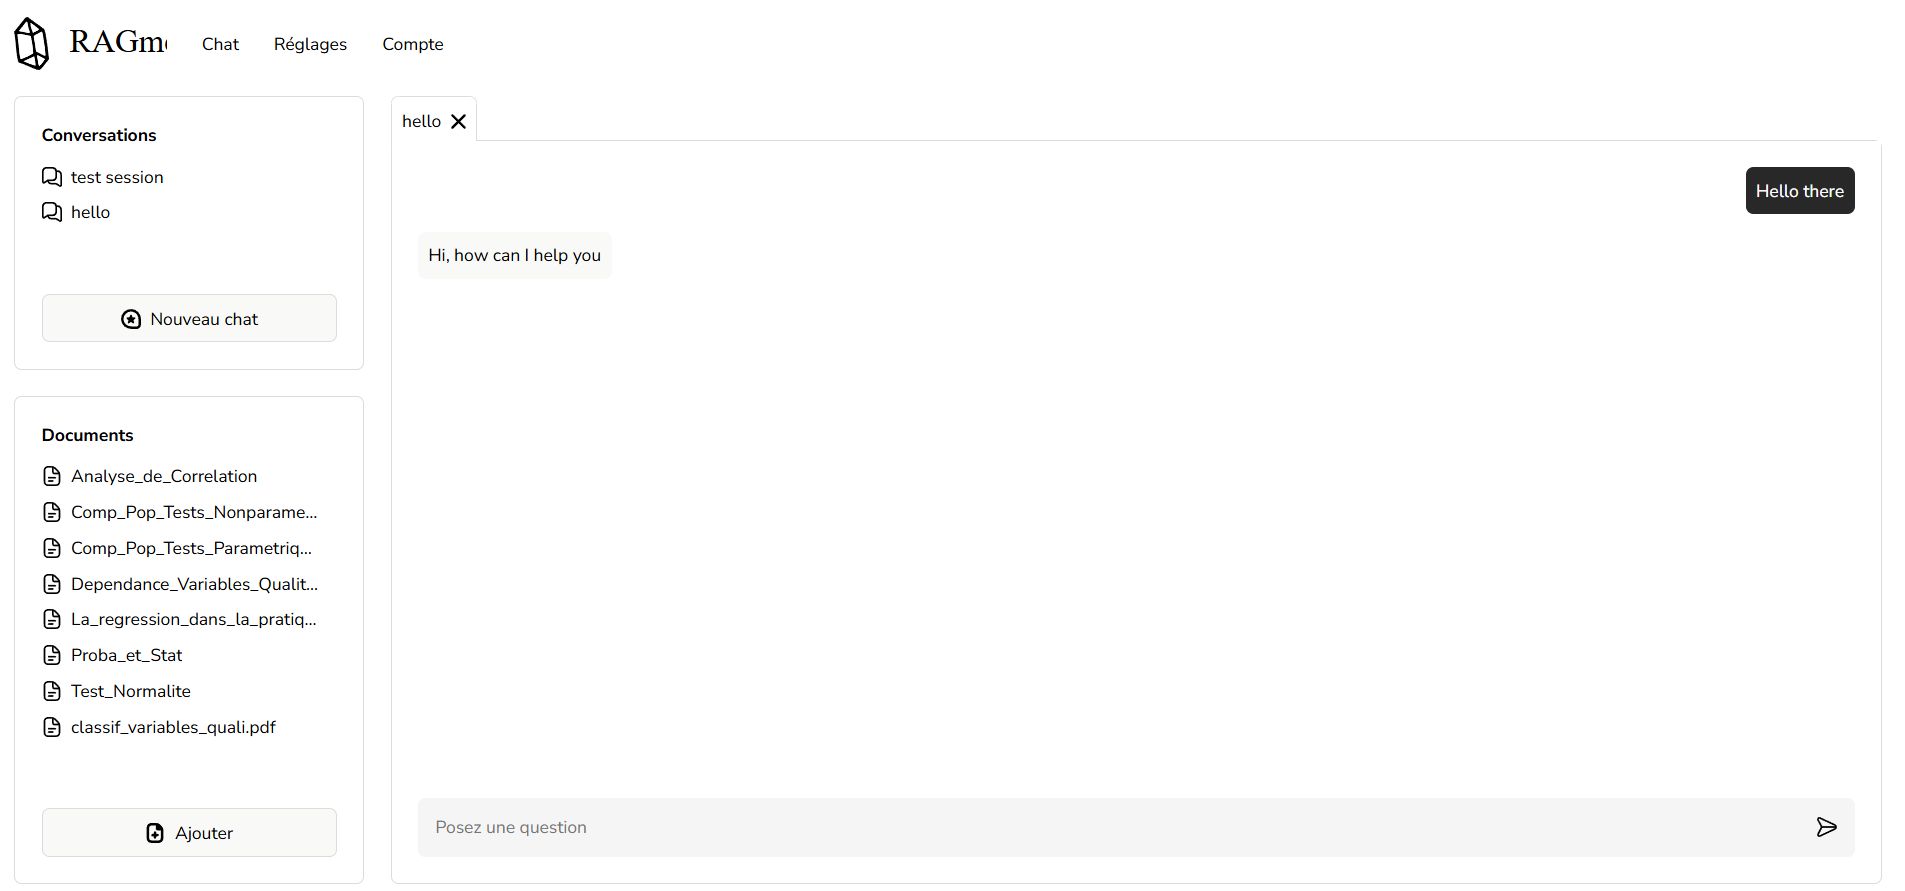 RAGm
Chat
Réglages
Compte
Conversations
test session
hello
Nouveau chat
Documents
Analyse_de_Correlation
Comp_Pop_Tests_Nonparame...
Comp_Pop_Tests_Parametriq...
Dependance_Variables_Qualit...
La_regression_dans_la_pratiq...
Proba_et_Stat
Test_Normalite
classif_variables_quali.pdf
Ajouter
hello
Hello there
Hi, how can I help you
Posez une question